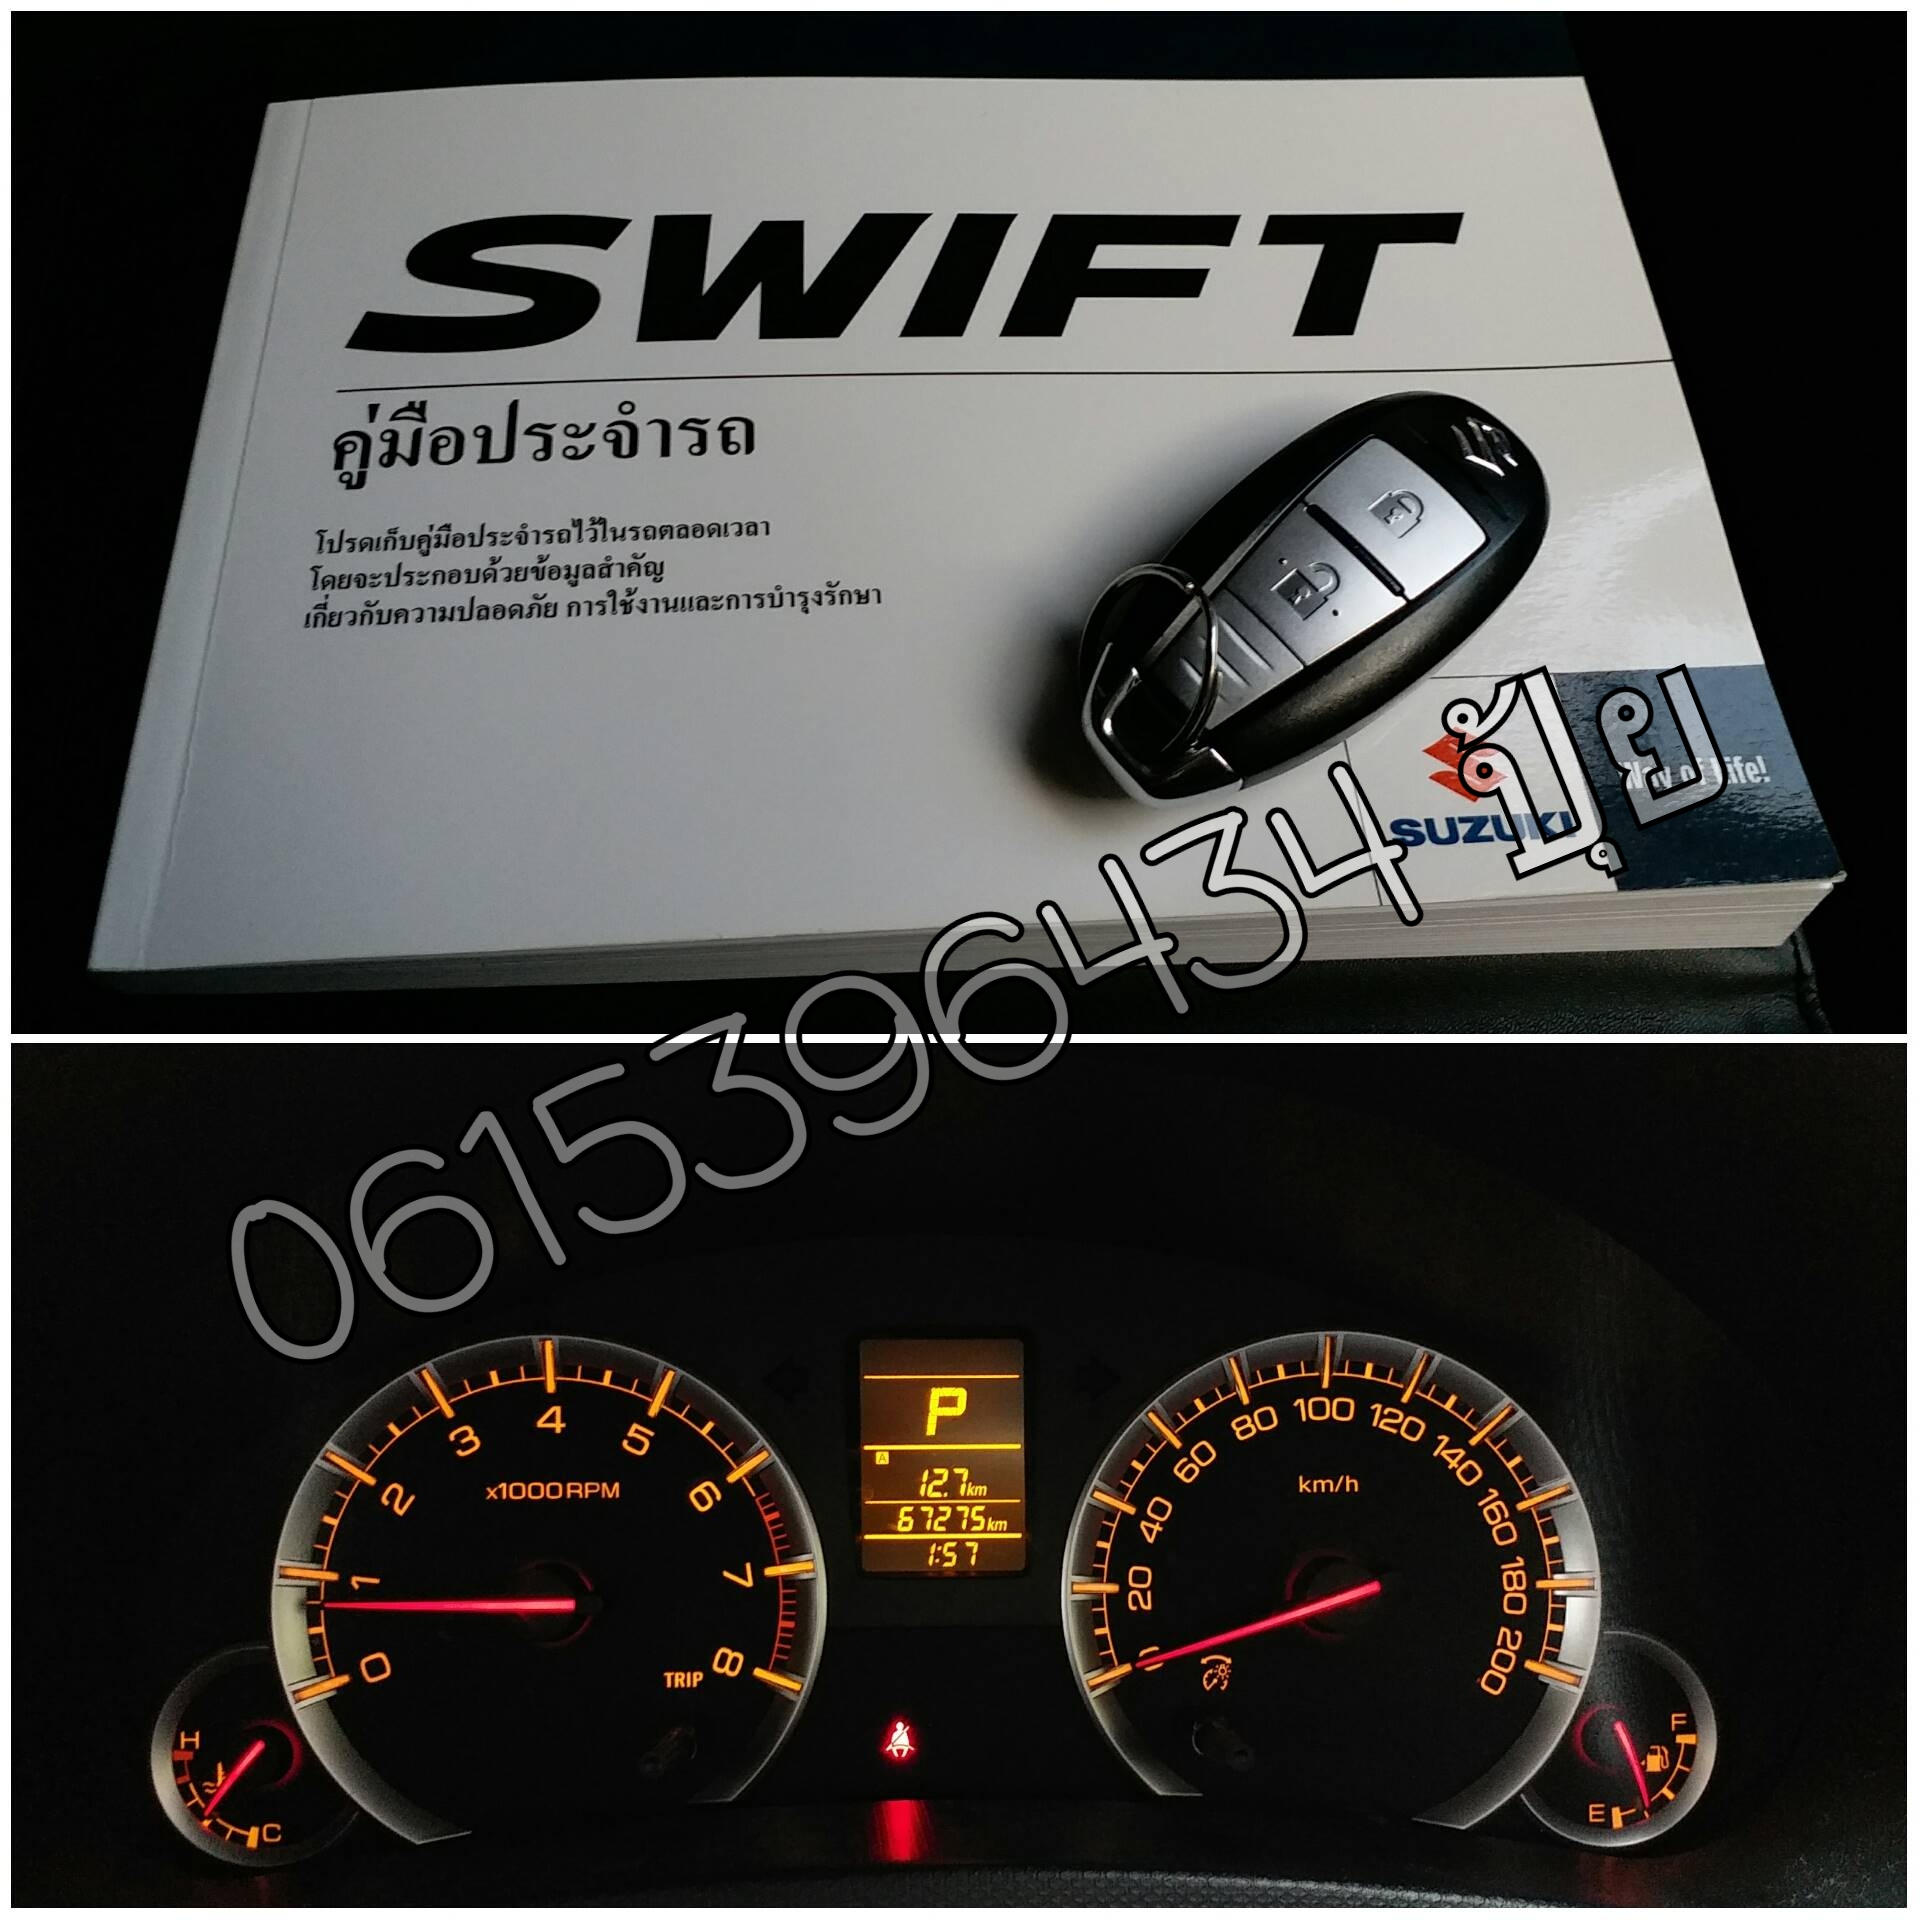 SWIFT
คู่มือประจำรถ
โปรดเก็บคู่มือประจำรถไว้ในรถตลอดเวลา
โดยจะประกอบด้วยข้อมูลสำคัญ
เกี่ยวกับความปลอดภัย การใช้งานและการบำรุงรักษา
SUZUKI
Way of Life!
0615396434 ปุ้ย
0 1 2 3 4 5 6 7 8
x1000RPM
TRIP
P
A
12.7km
67275km
1:57
0 20 40 60 80 100 120 140 160 180 200
km/h
H
C
F
E